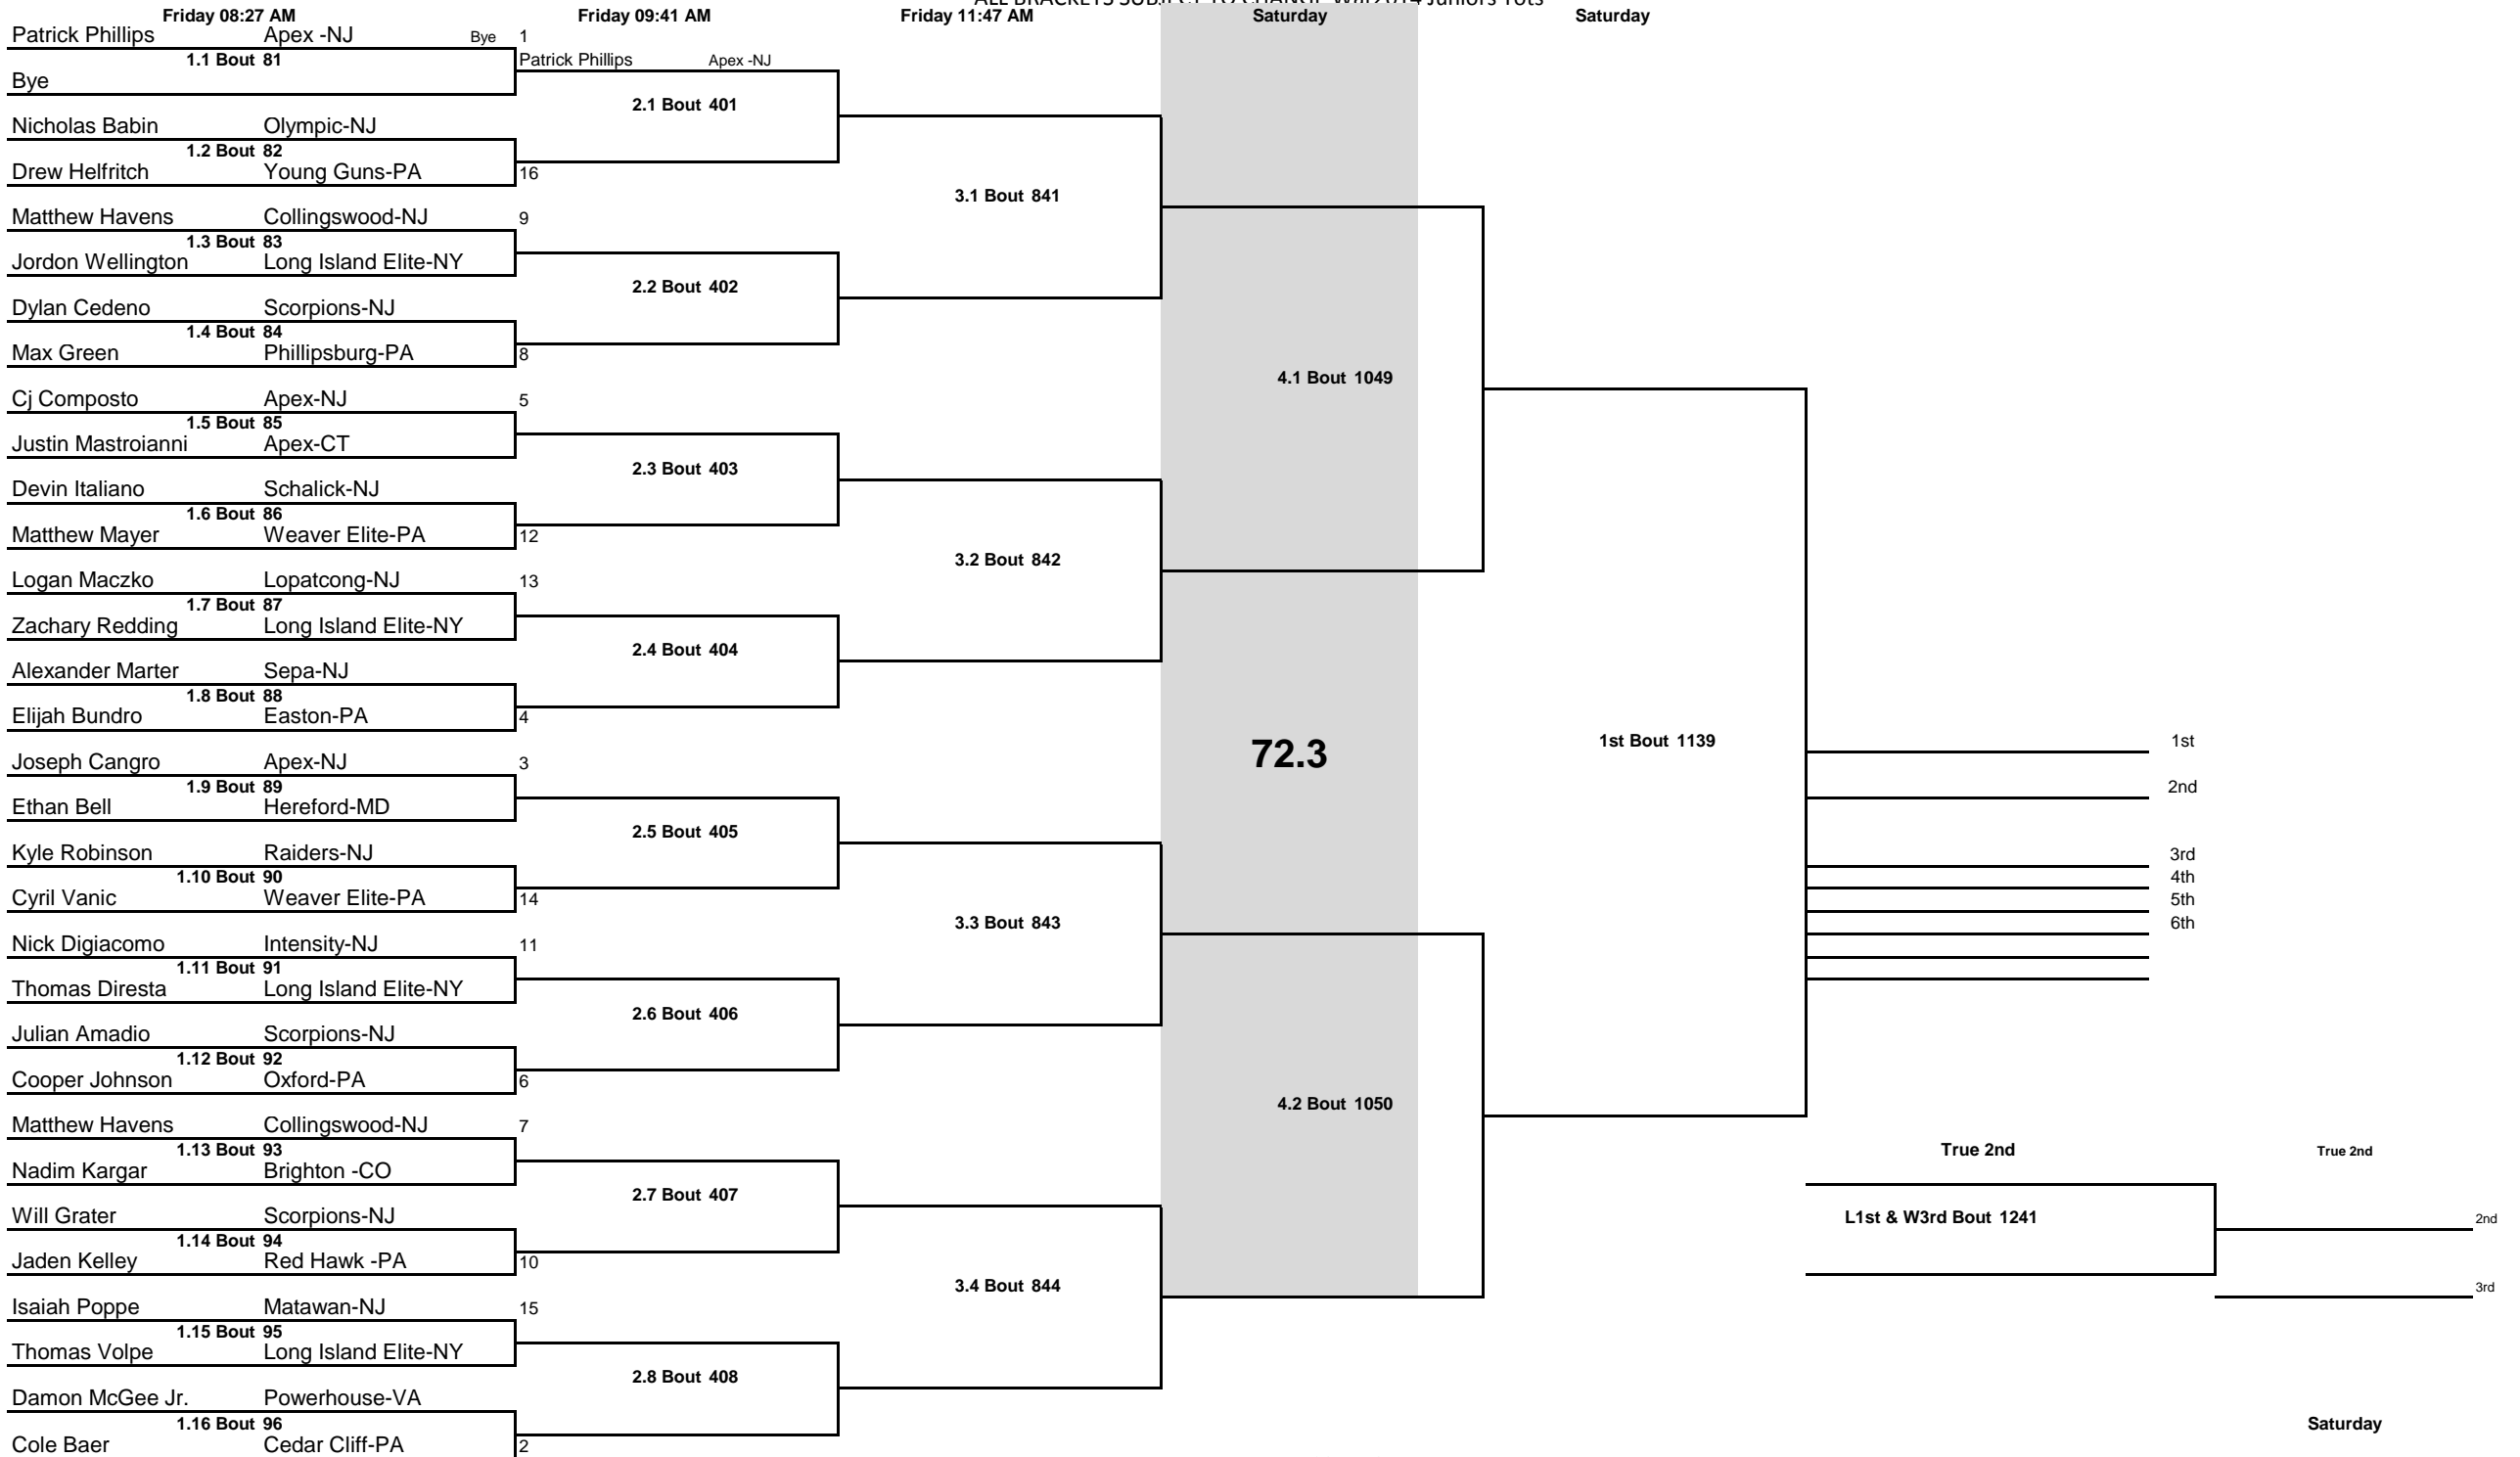 ALL BRACKETS SUBJECT TO CHANGE War2014 Juniors Tots
Friday 08:27 AM Friday 09:41 AM Friday 11:47 AM Saturday Saturday
Patrick Phillips Apex -NJ Bye 1
1.1 Bout 81 Patrick Phillips Apex -NJ
Bye
2.1 Bout 401
Nicholas Babin Olympic-NJ
1.2 Bout 82
Drew Helfritch Young Guns-PA 16
3.1 Bout 841
Matthew Havens Collingswood-NJ 9
1.3 Bout 83
Jordon Wellington Long Island Elite-NY
2.2 Bout 402
Dylan Cedeno Scorpions-NJ
1.4 Bout 84
Max Green Phillipsburg-PA 8
4.1 Bout 1049
Cj Composto Apex-NJ 5
1.5 Bout 85
Justin Mastroianni Apex-CT
2.3 Bout 403
Devin Italiano Schalick-NJ
1.6 Bout 86
Matthew Mayer Weaver Elite-PA 12
3.2 Bout 842
Logan Maczko Lopatcong-NJ 13
1.7 Bout 87
Zachary Redding Long Island Elite-NY
2.4 Bout 404
Alexander Marter Sepa-NJ
1.8 Bout 88
Elijah Bundro Easton-PA 4
72.3 1st Bout 1139 1st
Joseph Cangro Apex-NJ 3
1.9 Bout 89 2nd
Ethan Bell Hereford-MD
2.5 Bout 405
Kyle Robinson Raiders-NJ 3rd
1.10 Bout 90 4th
Cyril Vanic Weaver Elite-PA 14 5th
3.3 Bout 843 6th
Nick Digiacomo Intensity-NJ 11
1.11 Bout 91
Thomas Diresta Long Island Elite-NY
2.6 Bout 406
Julian Amadio Scorpions-NJ
1.12 Bout 92
Cooper Johnson Oxford-PA 6
4.2 Bout 1050
Matthew Havens Collingswood-NJ 7
1.13 Bout 93 True 2nd True 2nd
Nadim Kargar Brighton -CO
2.7 Bout 407
Will Grater Scorpions-NJ L1st & W3rd Bout 1241 2nd
1.14 Bout 94
Jaden Kelley Red Hawk -PA 10
3.4 Bout 844 3rd
Isaiah Poppe Matawan-NJ 15
1.15 Bout 95
Thomas Volpe Long Island Elite-NY
2.8 Bout 408
Damon McGee Jr. Powerhouse-VA
1.16 Bout 96 Saturday
Cole Baer Cedar Cliff-PA 2